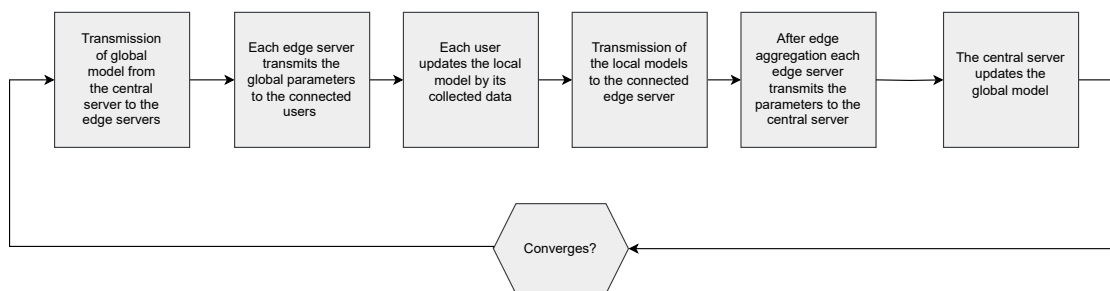 Transmission
of global
model from
the central
server to the
edge servers
Each edge server
transmits the
global parameters
to the connected
users
Each user
updates the local
model by its
collected data
Transmission of
the local models
to the connected
edge server
After edge
aggregation each
edge server
transmits the
parameters to the
central server
The central server
updates the
global model
Converges?